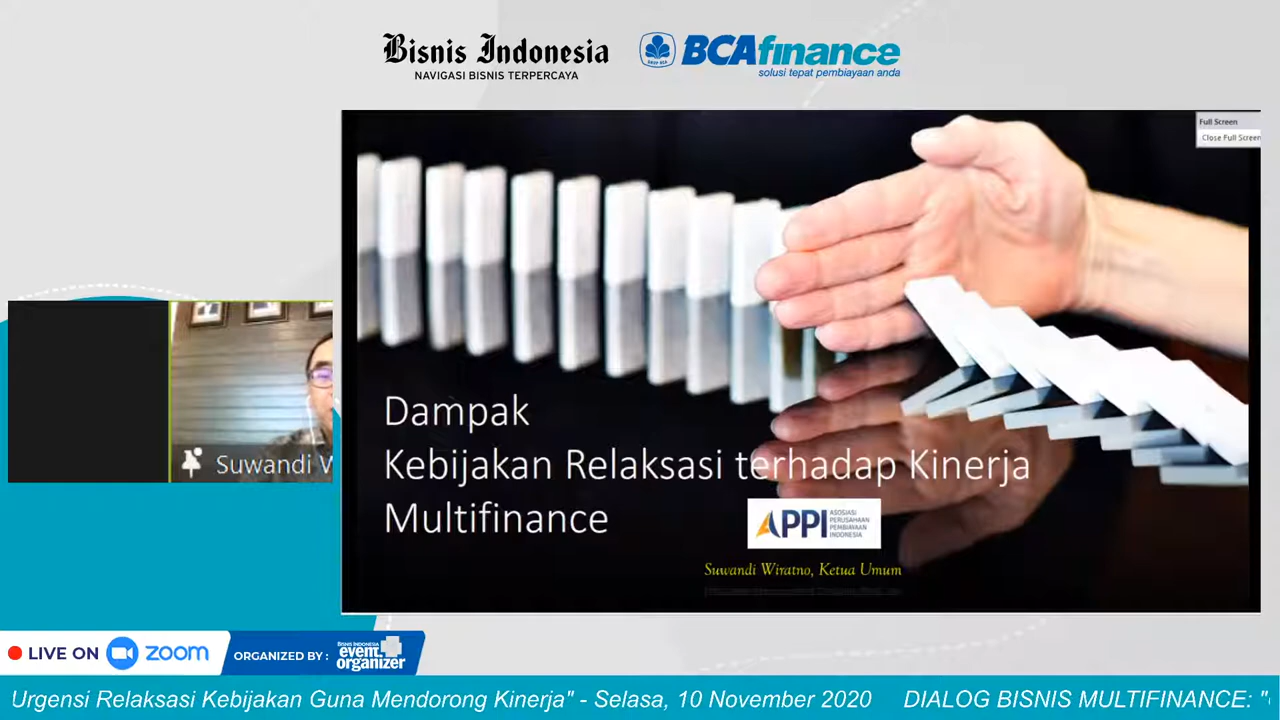 Bisnis Indonesia
NAVIGASI BISNIS TERPERCAYA
BCAfinance
solusi tepat pembiayaan anda
Full Screen
Close Full Screen
Dampak
Kebijakan Relaksasi terhadap Kinerja
Multifinance
APPI
ASOSIASI
PERUSAHAAN
PEMBIAYAAN
INDONESIA
Suwandi Wiratno, Ketua Umum
Suwandi W
LIVE ON zoom
ORGANIZED BY :
BISNIS INDONESIA
event
organizer
Urgensi Relaksasi Kebijakan Guna Mendorong Kinerja" - Selasa, 10 November 2020 DIALOG BISNIS MULTIFINANCE: "